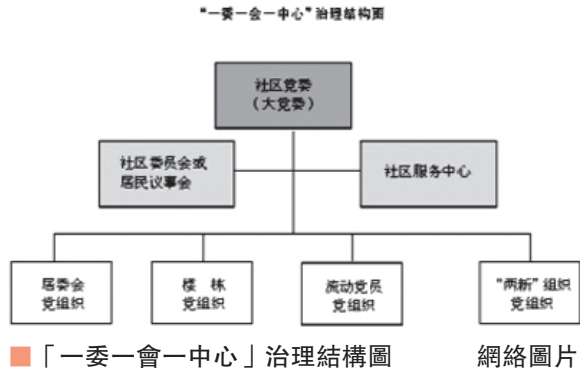 “一委一会一中心”治理结构图
社区党委
（大党委）
社区委员会或
居民议事会
社区服务中心
居委会
党组织
楼 栋
党组织
流动党员
党组织
“两新”组织
党组织
■「一委一會一中心」治理結構圖 網絡圖片